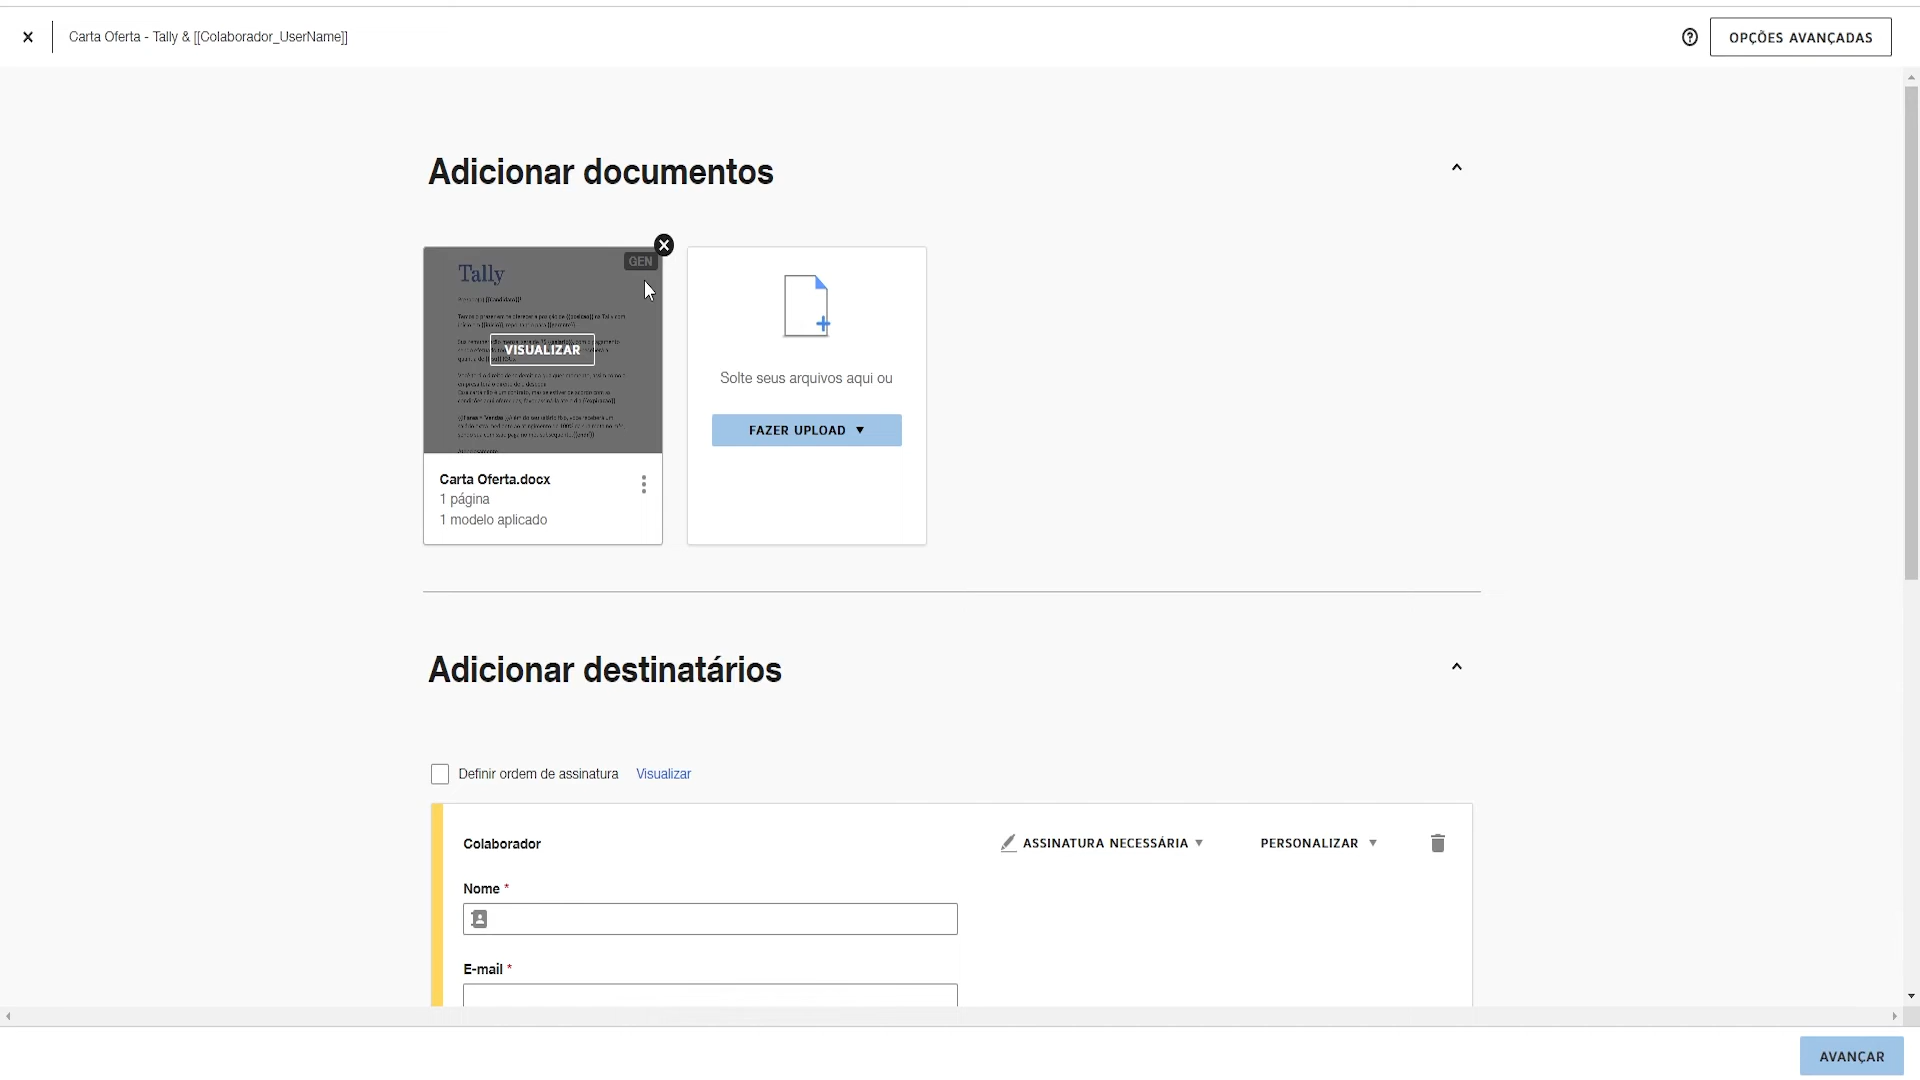 Carta Oferta - Tally & [[Colaborador_UserName]]
OPÇÕES AVANÇADAS
Adicionar documentos
GEN
Tally
VISUALIZAR
Carta Oferta.docx
1 página
1 modelo aplicado
Solte seus arquivos aqui ou
FAZER UPLOAD
Adicionar destinatários
Definir ordem de assinatura Visualizar
Colaborador
ASSINATURA NECESSÁRIA
PERSONALIZAR
Nome *
E-mail *
AVANÇAR